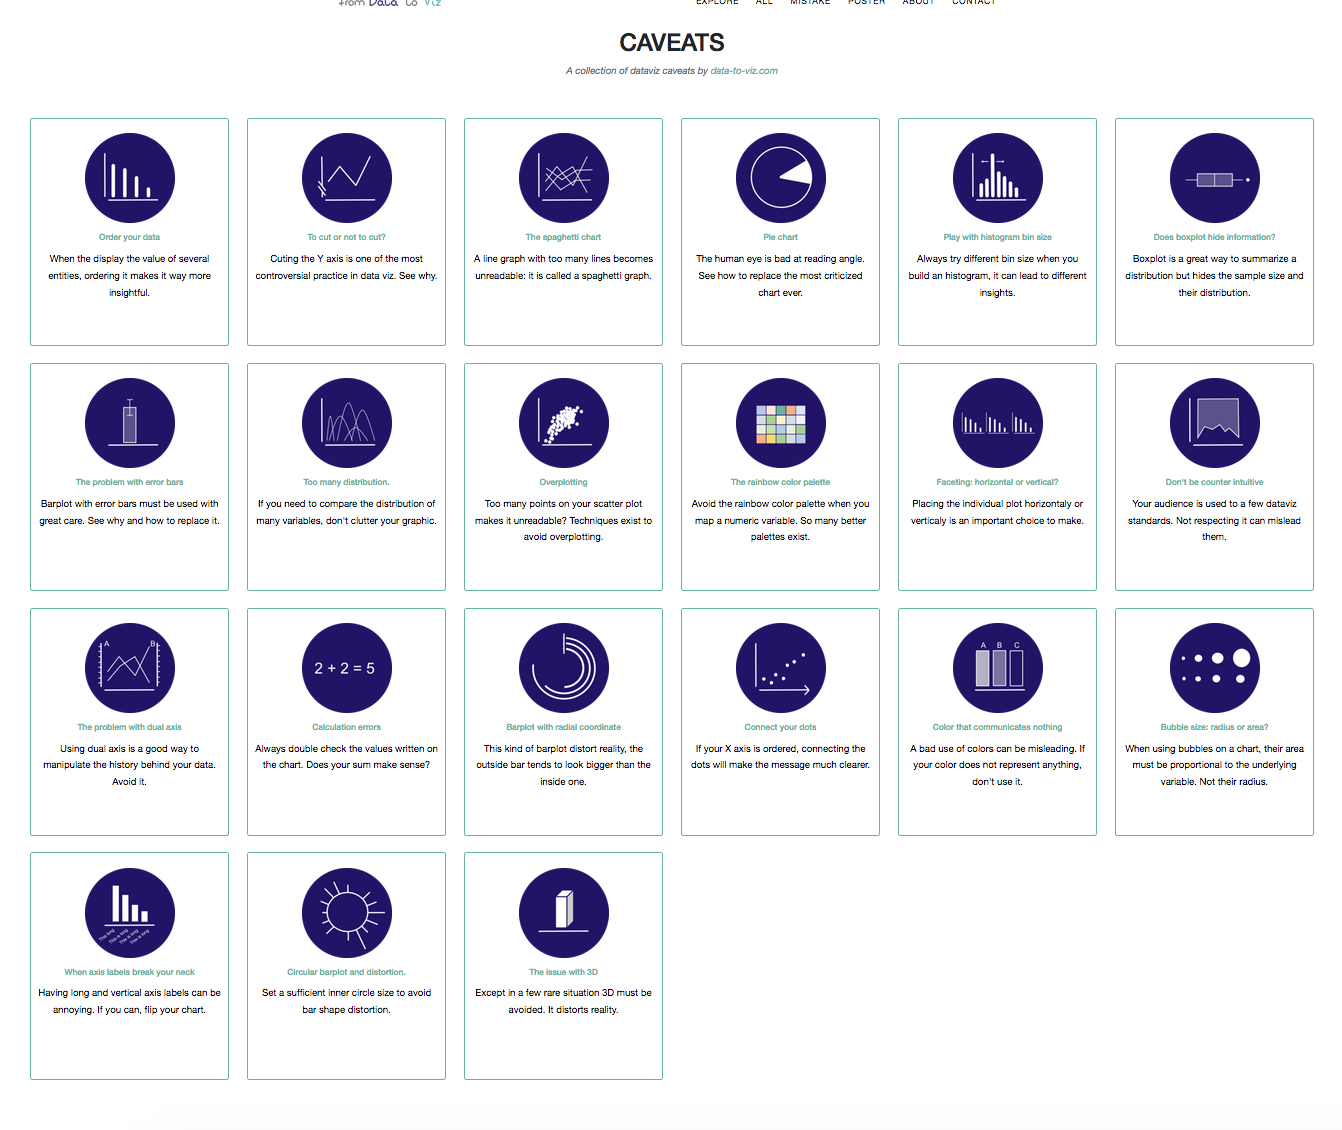 from Data to Viz
EXPLORE ALL MISTAKE POSTER ABOUT CONTACT
CAVEATS
A collection of dataviz caveats by data-to-viz.com
Order your data
When the display the value of several
entities, ordering it makes it way more
insightful.
To cut or not to cut?
Cuting the Y axis is one of the most
controversial practice in data viz. See why.
The spaghetti chart
A line graph with too many lines becomes
unreadable: it is called a spaghetti graph.
Pie chart
The human eye is bad at reading angle.
See how to replace the most criticized
chart ever.
Play with histogram bin size
Always try different bin size when you
build an histogram, it can lead to different
insights.
Does boxplot hide information?
Boxplot is a great way to summarize a
distribution but hides the sample size and
their distribution.
The problem with error bars
Barplot with error bars must be used with
great care. See why and how to replace it.
Too many distribution.
If you need to compare the distribution of
many variables, don't clutter your graphic.
Overplotting
Too many points on your scatter plot
makes it unreadable? Techniques exist to
avoid overplotting.
The rainbow color palette
Avoid the rainbow color palette when you
map a numeric variable. So many better
palettes exist.
Faceting: horizontal or vertical?
Placing the individual plot horizontaly or
verticaly is an important choice to make.
Don't be counter intuitive
Your audience is used to a few dataviz
standards. Not respecting it can mislead
them.
A B
The problem with dual axis
Using dual axis is a good way to
manipulate the history behind your data.
Avoid it.
2 + 2 = 5
Calculation errors
Always double check the values written on
the chart. Does your sum make sense?
Barplot with radial coordinate
This kind of barplot distort reality, the
outside bar tends to look bigger than the
inside one.
Connect your dots
If your X axis is ordered, connecting the
dots will make the message much clearer.
A B C
Color that communicates nothing
A bad use of colors can be misleading. If
your color does not represent anything,
don't use it.
Bubble size: radius or area?
When using bubbles on a chart, their area
must be proportional to the underlying
variable. Not their radius.
This long
This is long
This is long
This is long
When axis labels break your neck
Having long and vertical axis labels can be
annoying. If you can, flip your chart.
Circular barplot and distortion.
Set a sufficient inner circle size to avoid
bar shape distortion.
The issue with 3D
Except in a few rare situation 3D must be
avoided. It distorts reality.